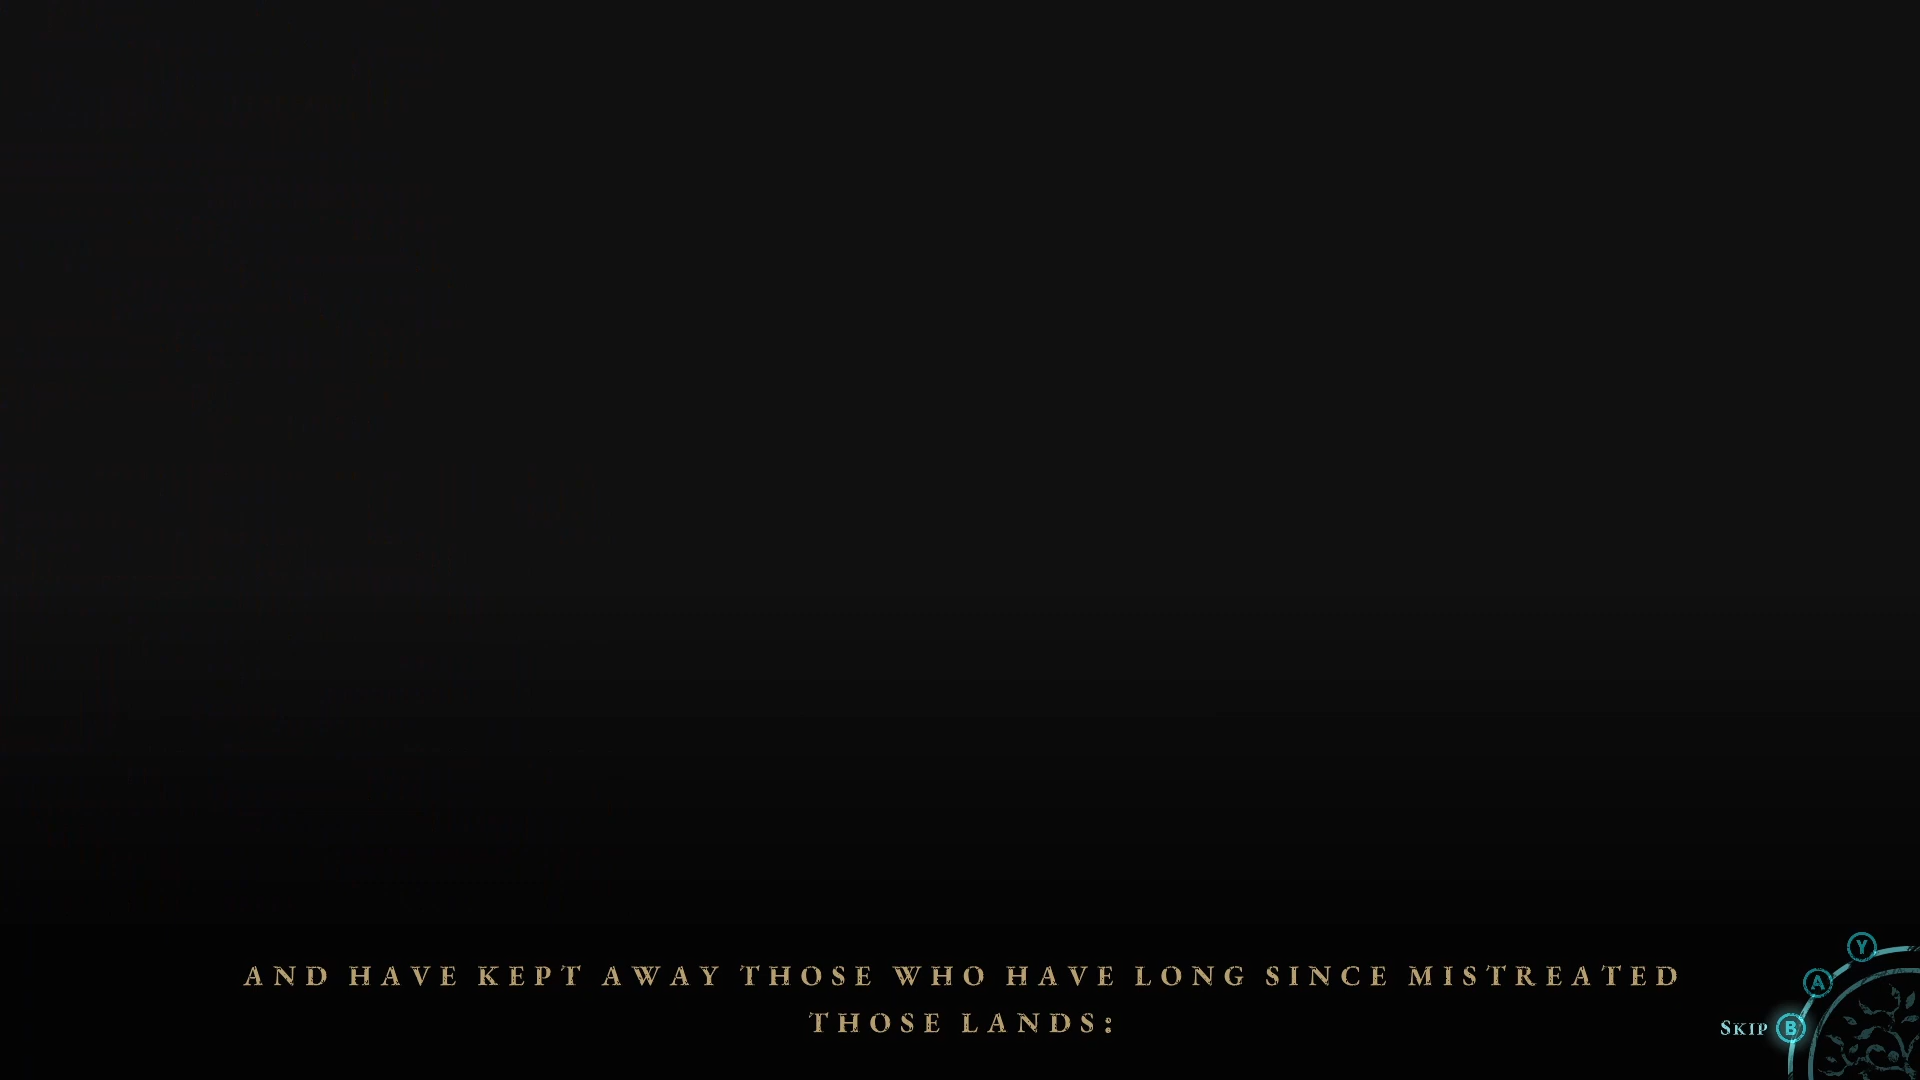 AND HAVE KEPT AWAY THOSE WHO HAVE LONG SINCE MISTREATED
THOSE LANDS:
Y
A
SKIP B